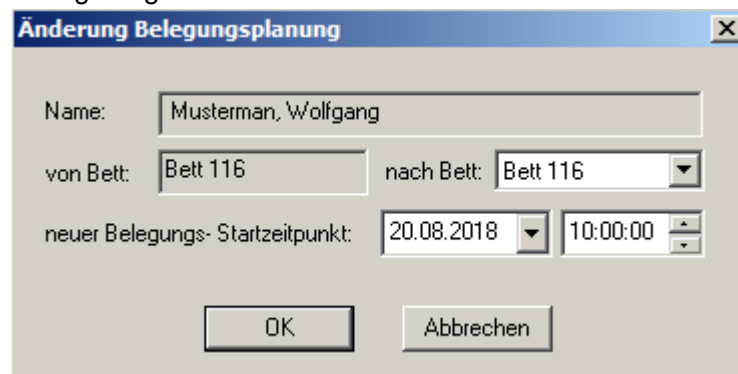 Änderung Belegungsplanung
Name: Musterman, Wolfgang
von Bett: Bett 116 nach Bett: Bett 116
neuer Belegungs- Startzeitpunkt: 20.08.2018 10:00:00
OK Abbrechen